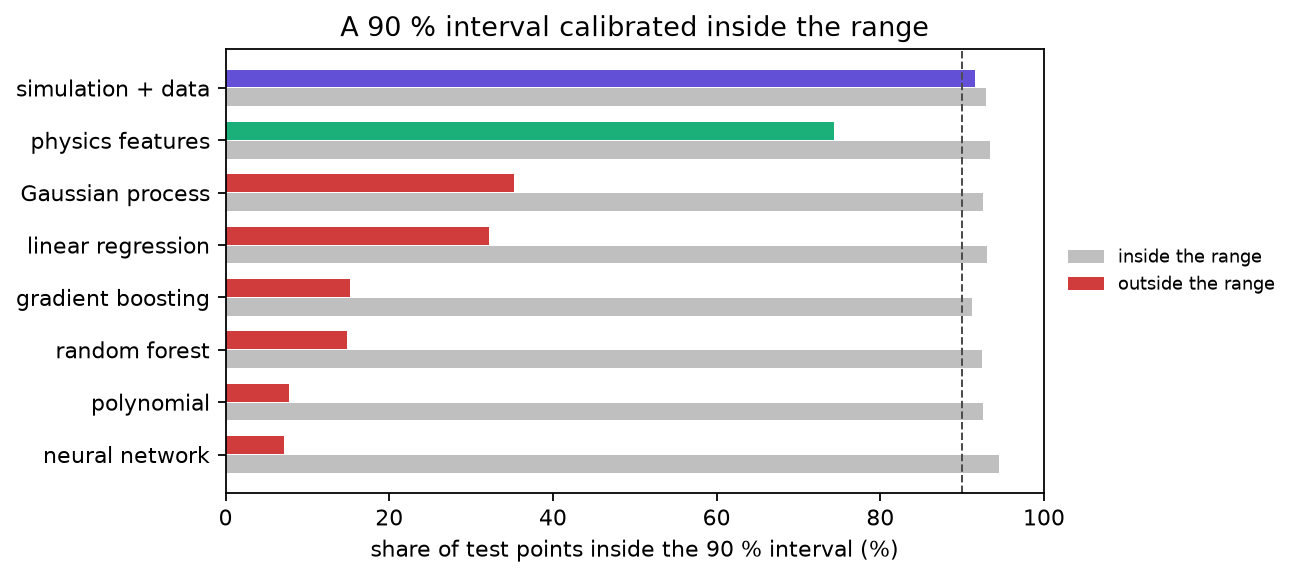 A 90 % interval calibrated inside the range
simulation + data
physics features
Gaussian process
linear regression
gradient boosting
random forest
polynomial
neural network
inside the range
outside the range
0 20 40 60 80 100
share of test points inside the 90 % interval (%)